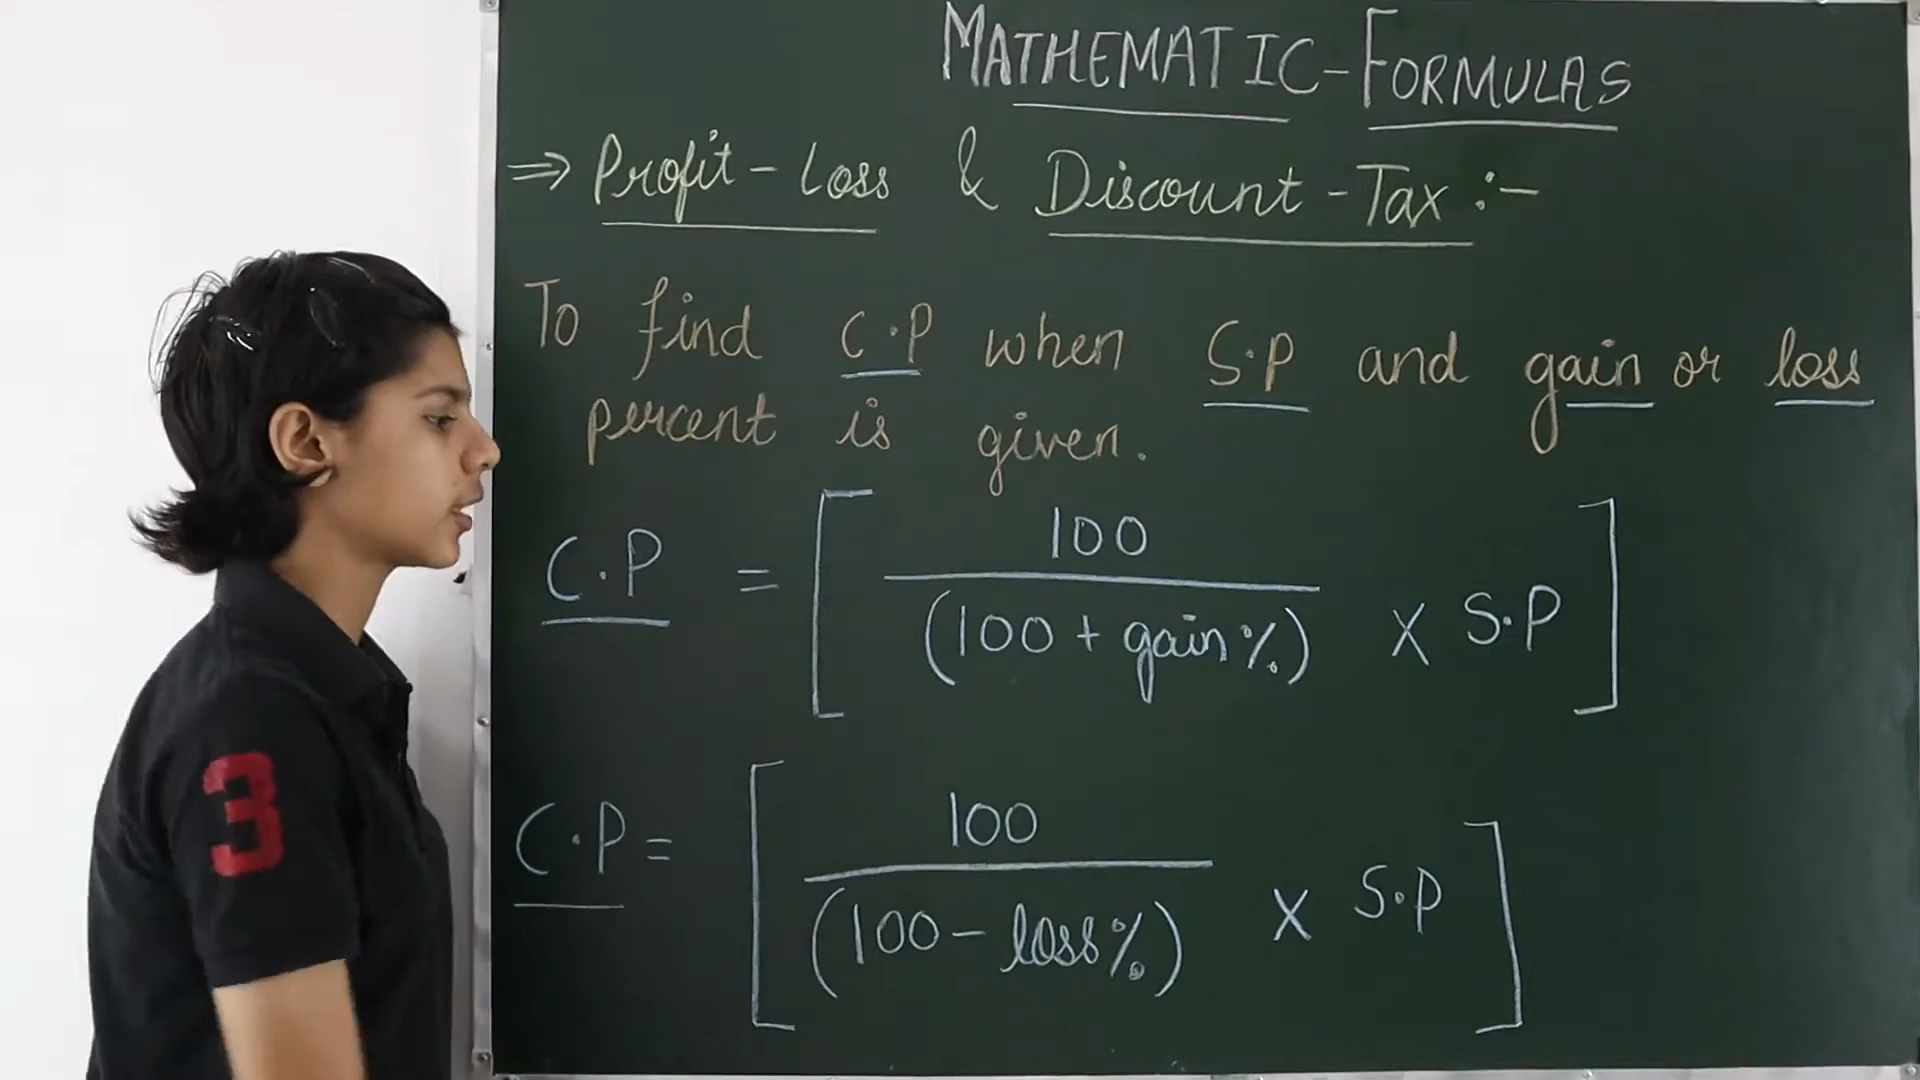 MATHEMATIC-FORMULAS
⇒ Profit - Loss & Discount - Tax :-
To find C.P when S.P and gain or loss
percent is given.
C.P = [ 100 / (100 + gain%) X S.P ]
C.P = [ 100 / (100 - loss%) X S.P ]
3